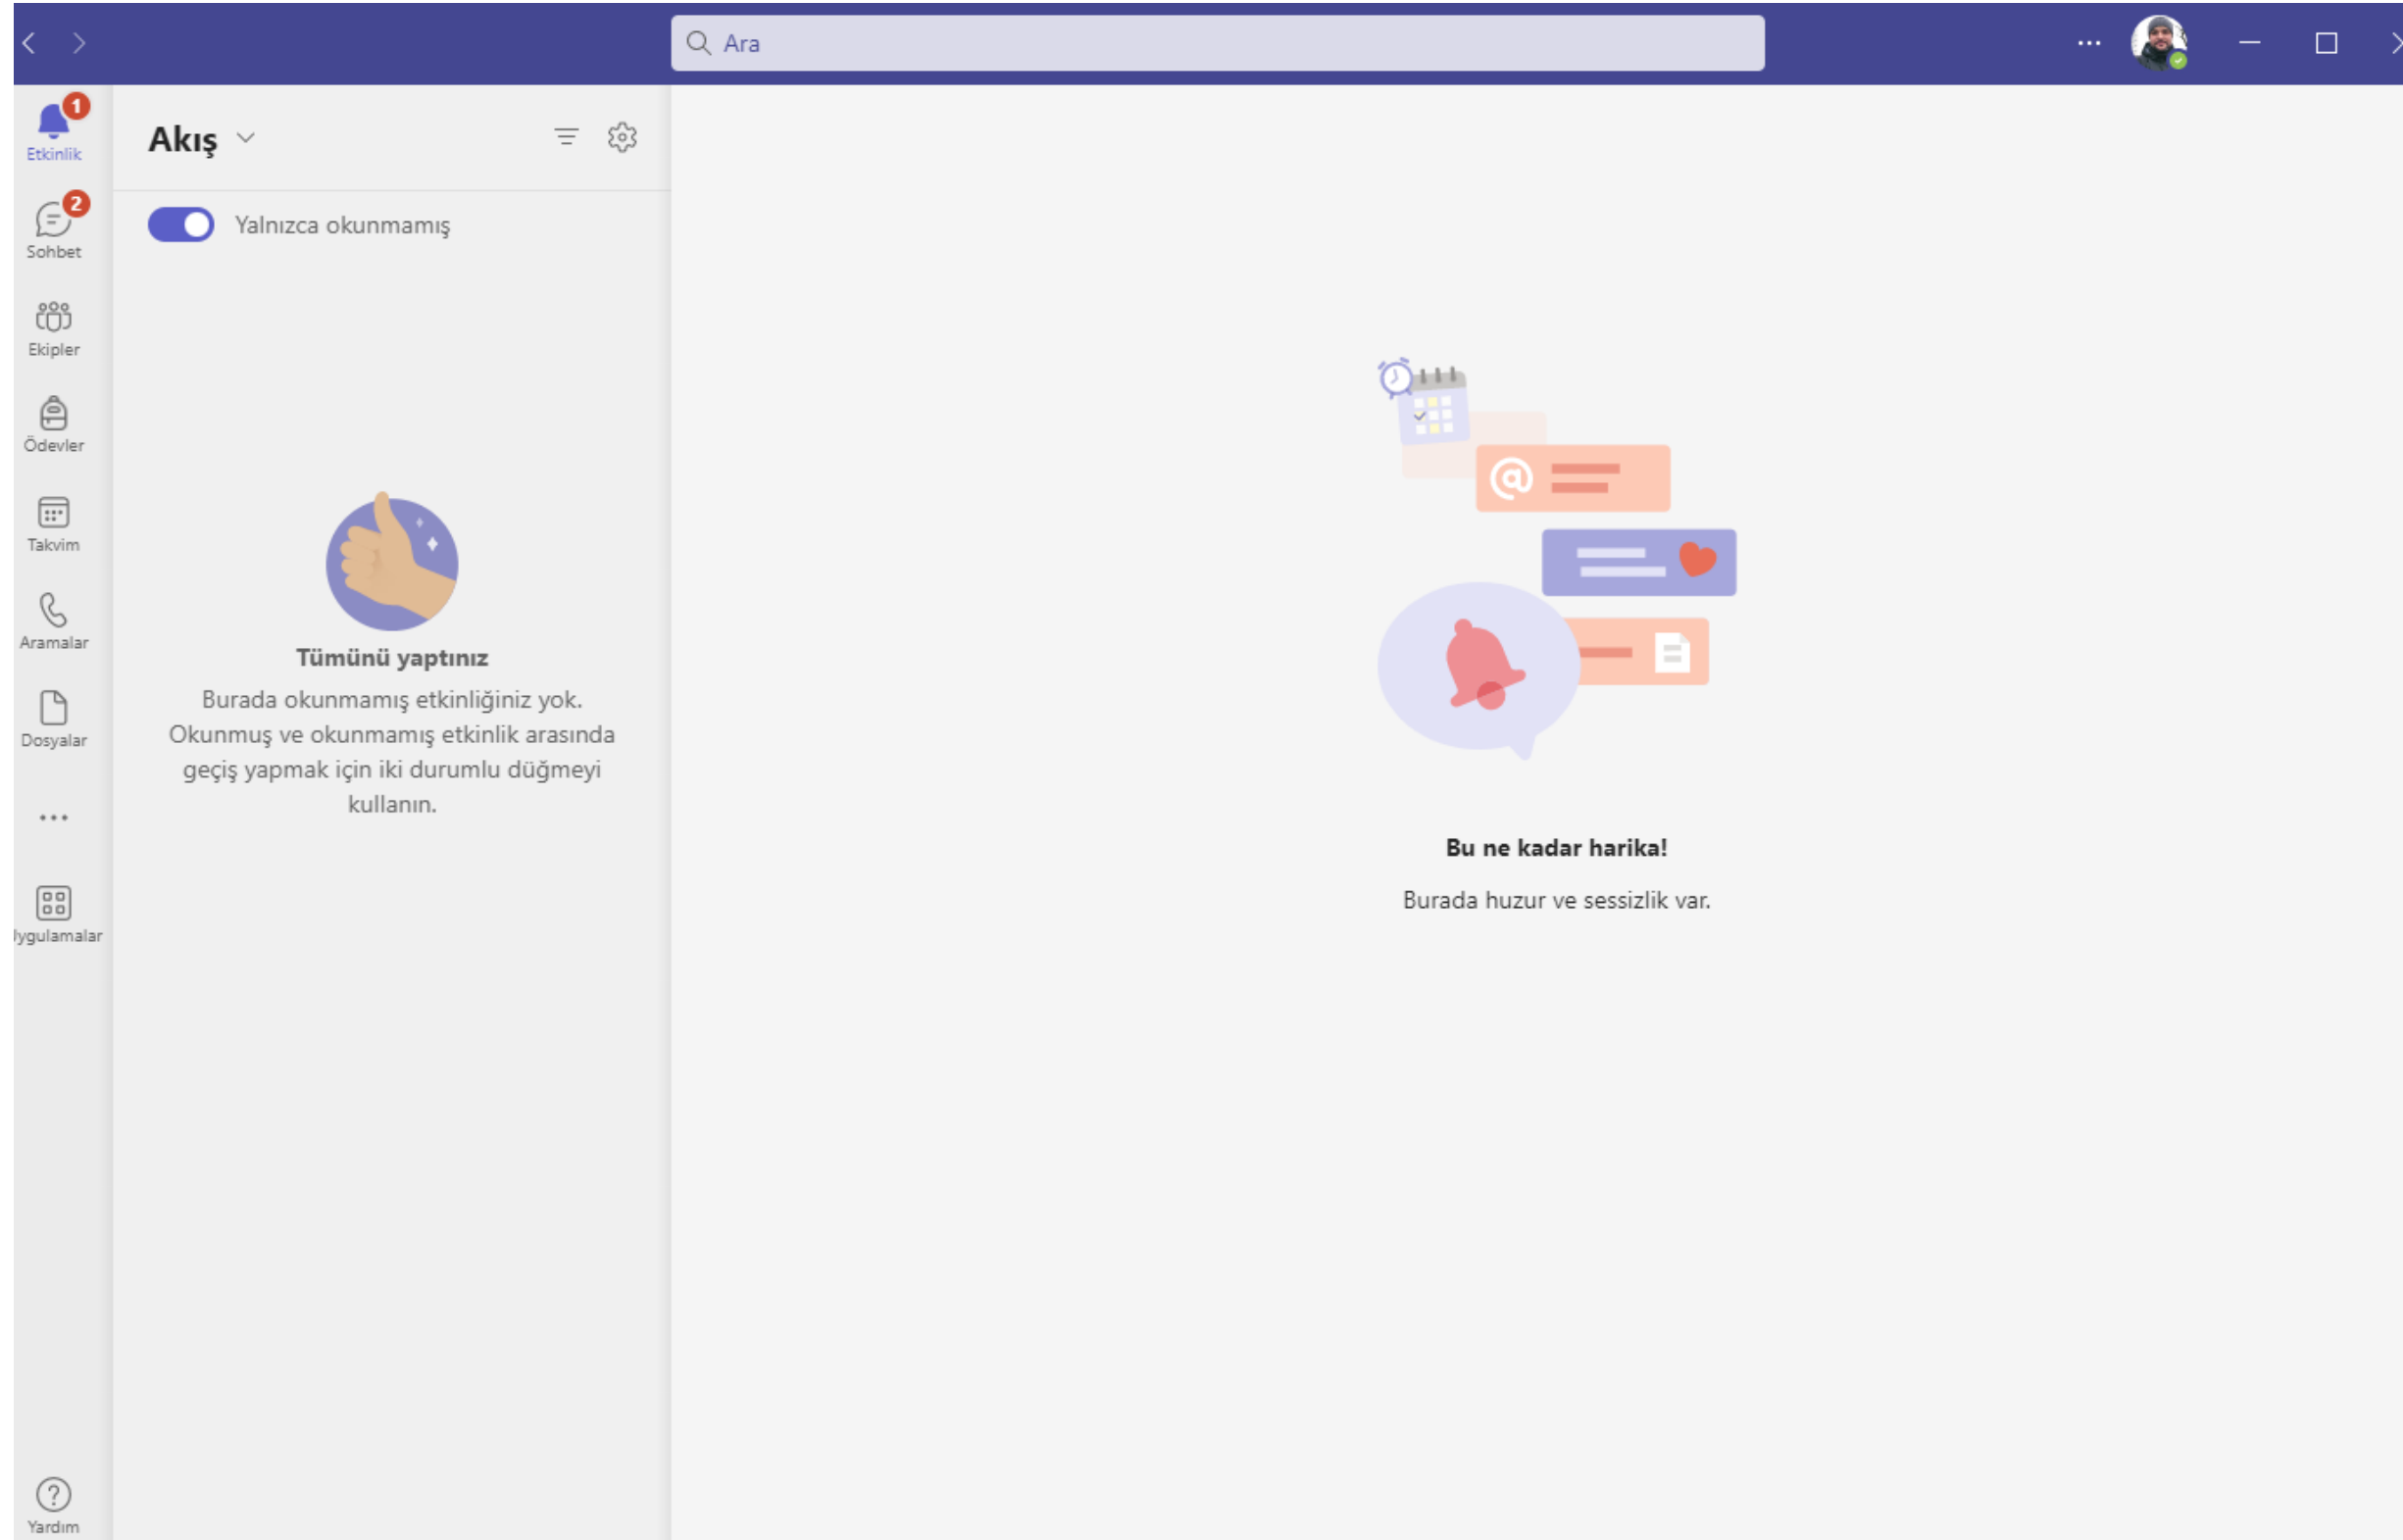 Ara
1
Etkinlik
2
Sohbet
Ekipler
Ödevler
Takvim
Aramalar
Dosyalar
ygulamalar
Yardım
Akış
Yalnızca okunmamış
Tümünü yaptınız
Burada okunmamış etkinliğiniz yok.
Okunmuş ve okunmamış etkinlik arasında
geçiş yapmak için iki durumlu düğmeyi
kullanın.
@
Bu ne kadar harika!
Burada huzur ve sessizlik var.